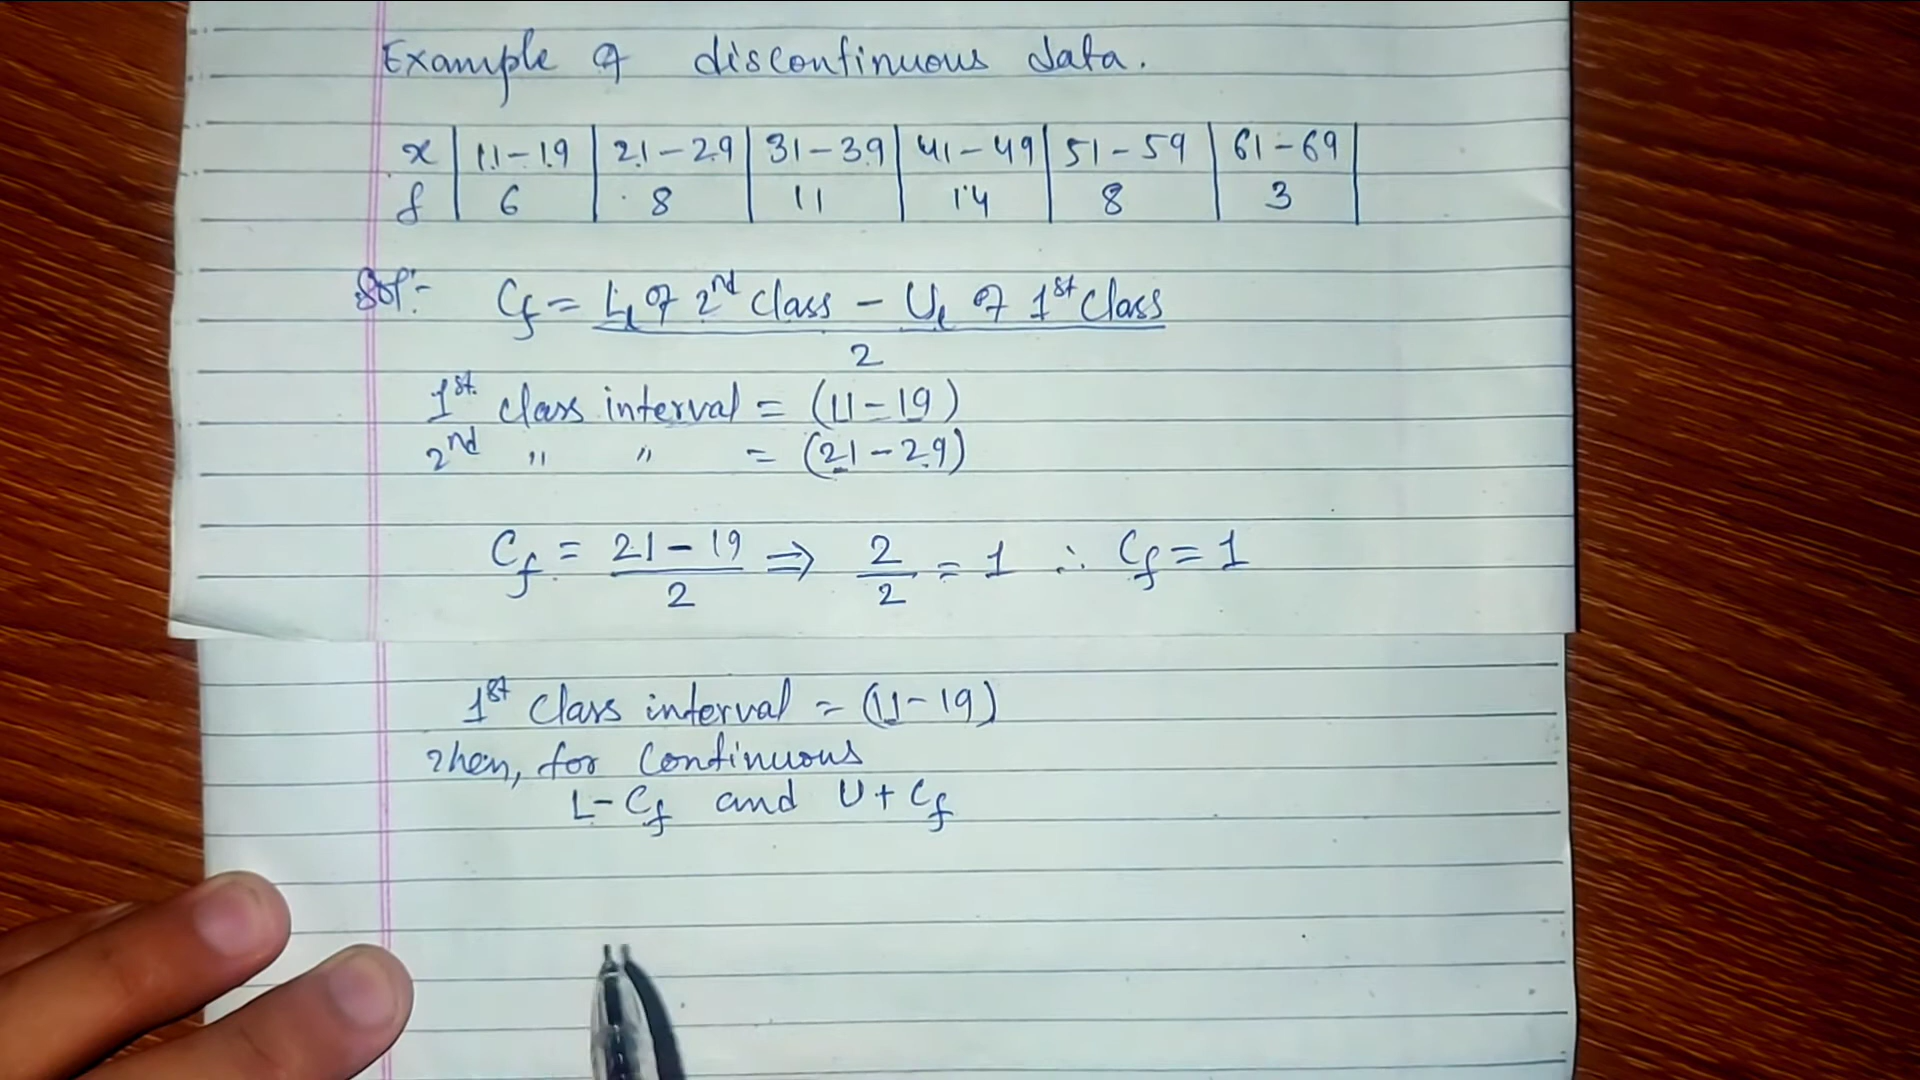 Example of discontinuous data.
x | 11-19 | 21-29 | 31-39 | 41-49 | 51-59 | 61-69 |
f | 6 | 8 | 11 | 14 | 8 | 3 |
Sol:- Cf = Ll of 2nd class - Ul of 1st class
2
1st class interval = (11-19)
2nd " " = (21-29)
Cf = 21-19 ⇒ 2 = 1 ∴ Cf = 1
2 2
1st class interval = (11-19)
Then, for continuous
L-Cf and U+Cf